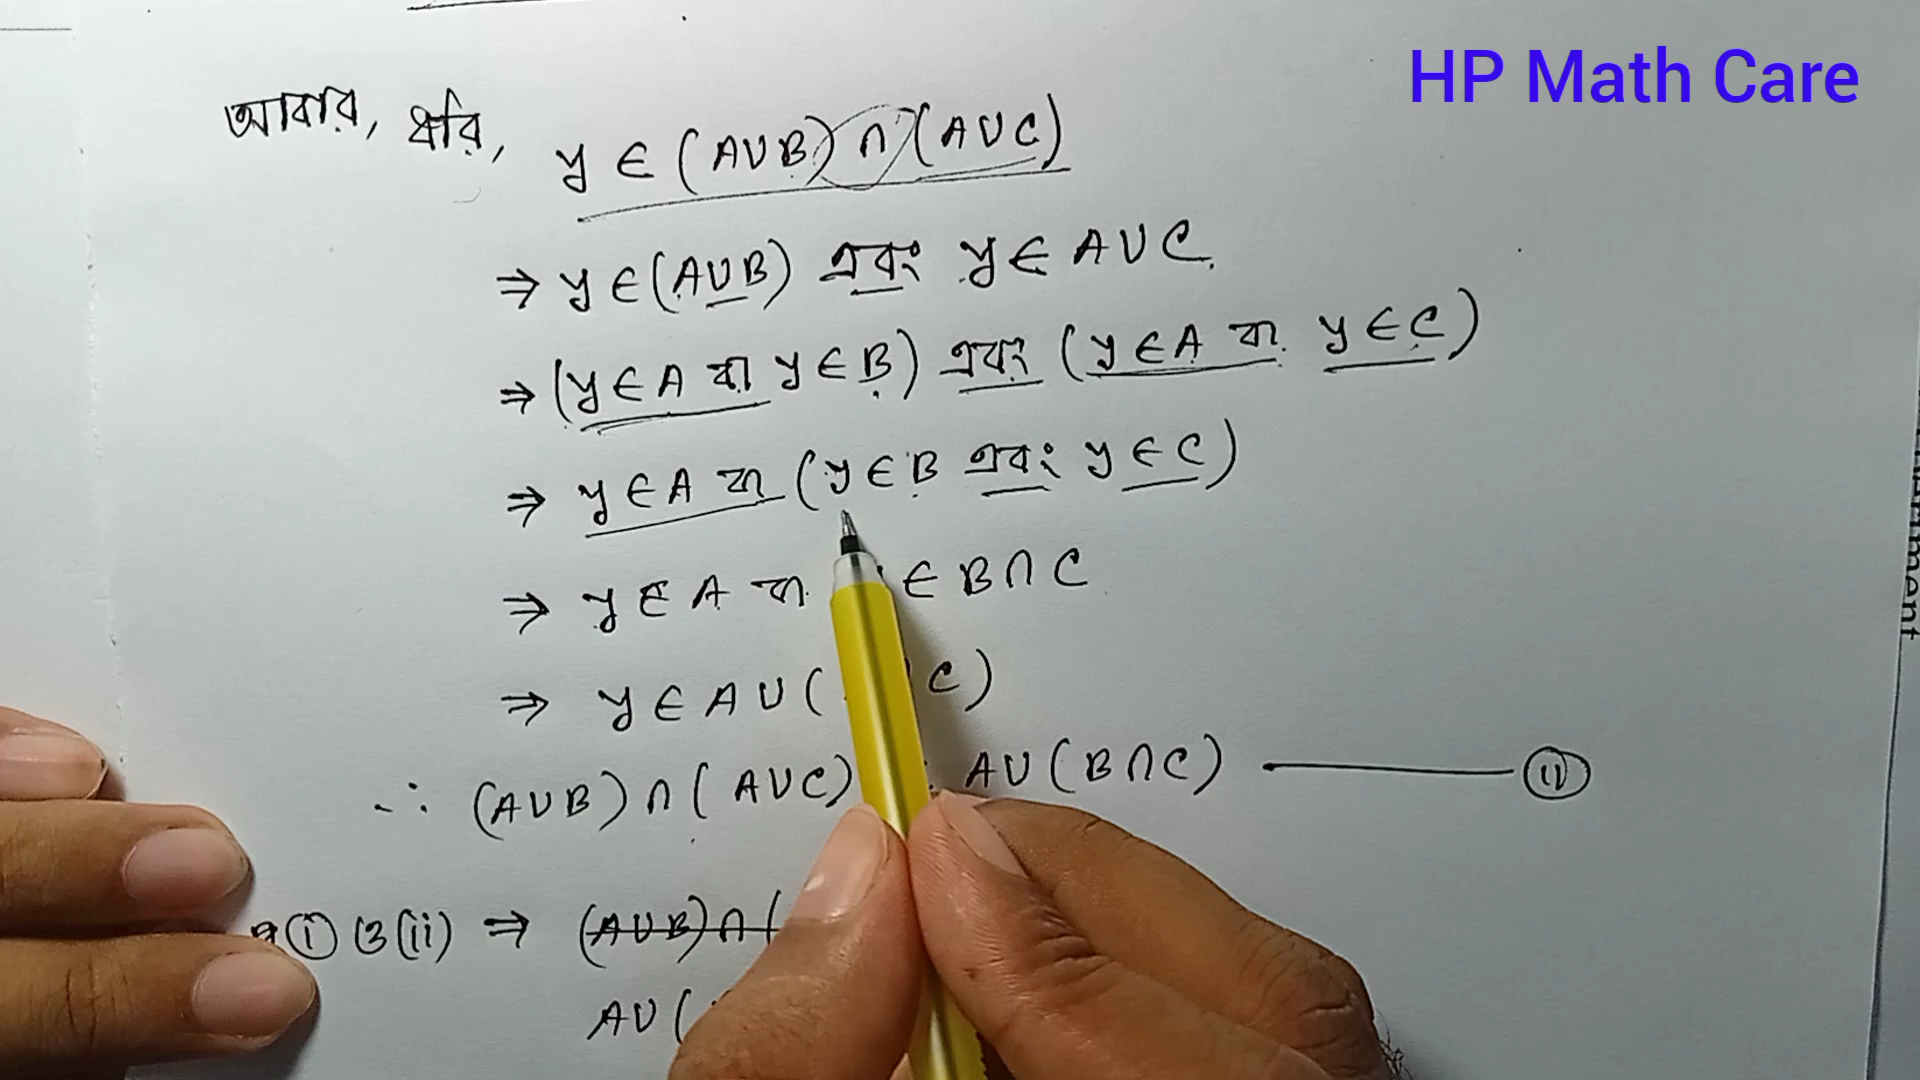 HP Math Care
আবার, ধরি, y ∈ (A∪B) ∩ (A∪C)
⇒ y ∈ (A∪B) এবং y ∈ A∪C
⇒ (y ∈ A বা y ∈ B) এবং (y ∈ A বা y ∈ C)
⇒ y ∈ A বা (y ∈ B এবং y ∈ C)
⇒ y ∈ A বা ∈ B∩C
⇒ y ∈ A∪( C)
∴ (A∪B) ∩ (A∪C) A∪(B∩C) (ii)
(i) ও (ii) ⇒ (A∪B)∩(
A∪(